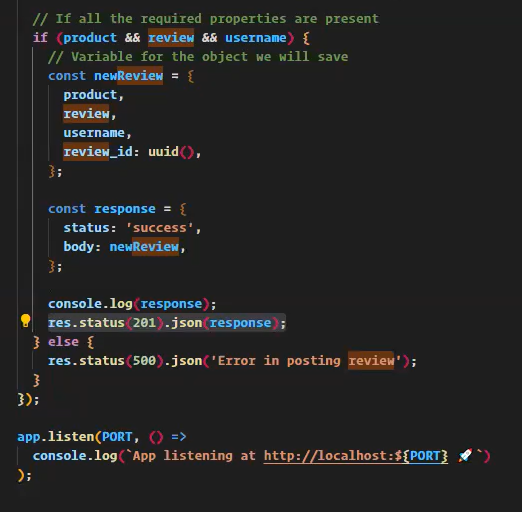 // If all the required properties are present
if (product && review && username) {
// Variable for the object we will save
const newReview = {
product,
review,
username,
review_id: uuid(),
};
const response = {
status: 'success',
body: newReview,
};
console.log(response);
res.status(201).json(response);
} else {
res.status(500).json('Error in posting review');
}
});
app.listen(PORT, () =>
console.log(`App listening at http://localhost:${PORT} 🚀`)
);